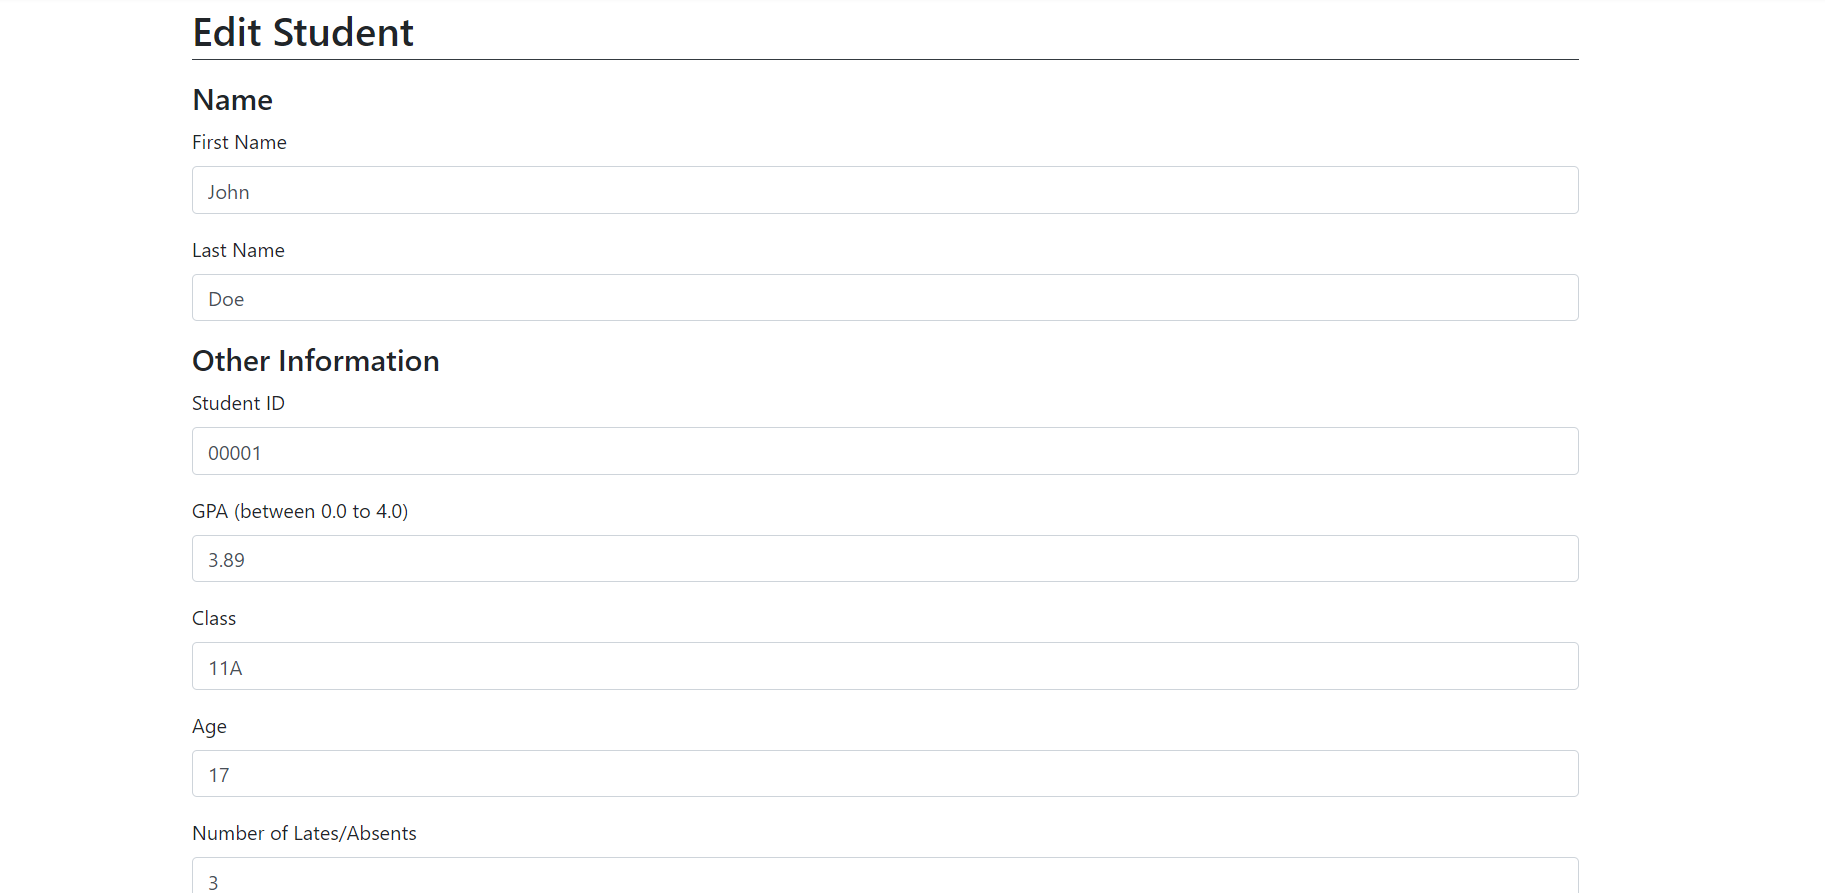 Edit Student
Name
First Name
John
Last Name
Doe
Other Information
Student ID
00001
GPA (between 0.0 to 4.0)
3.89
Class
11A
Age
17
Number of Lates/Absents
3